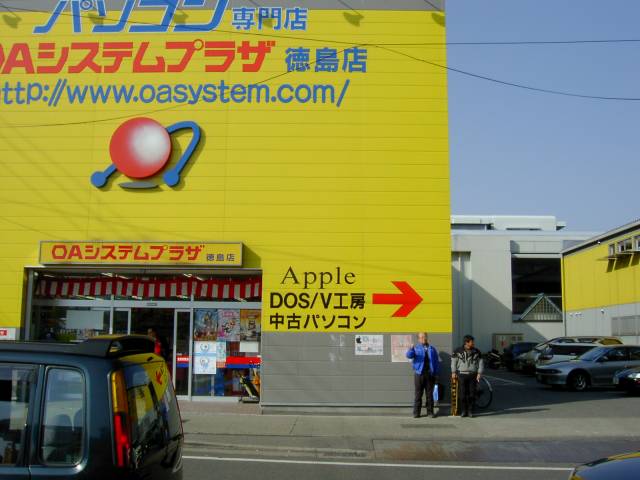 パソコン専門店
OAシステムプラザ 徳島店
http://www.oasystem.com/
OAシステムプラザ 徳島店
Apple
DOS/V工房
中古パソコン